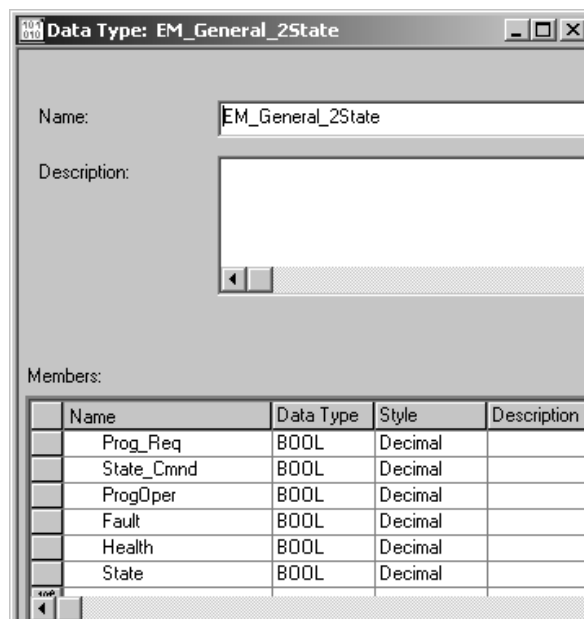 Data Type: EM_General_2State
Name: EM_General_2State
Description:
Members:
Name Data Type Style Description
Prog_Req BOOL Decimal
State_Cmnd BOOL Decimal
ProgOper BOOL Decimal
Fault BOOL Decimal
Health BOOL Decimal
State BOOL Decimal